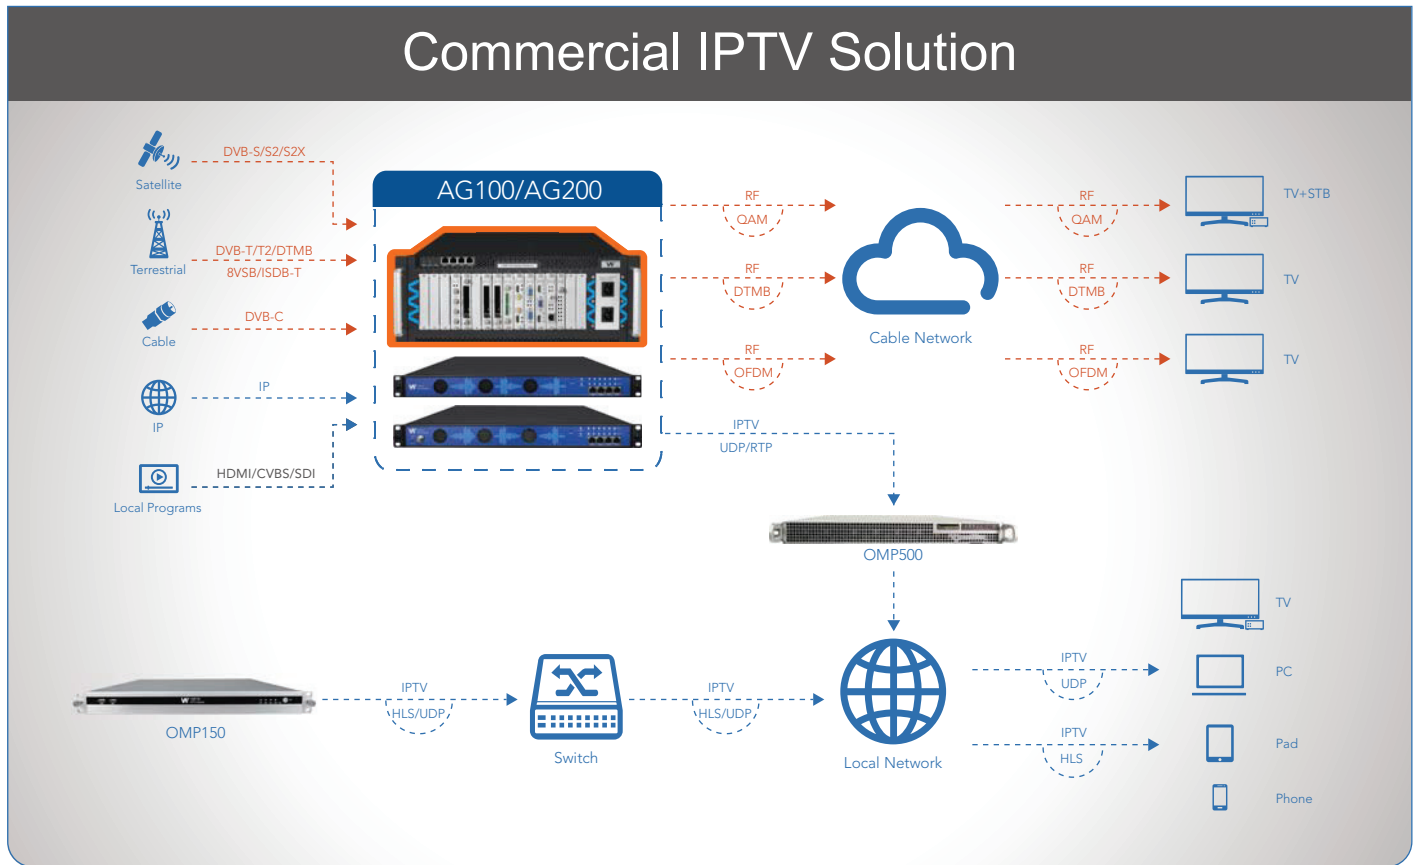 Commercial IPTV Solution
DVB-S/S2/S2X
Satellite
DVB-T/T2/DTMB
8VSB/ISDB-T
Terrestrial
DVB-C
Cable
IP
IP
HDMI/CVBS/SDI
Local Programs
AG100/AG200
RF
QAM
RF
DTMB
RF
OFDM
IPTV
UDP/RTP
Cable Network
RF
QAM
RF
DTMB
RF
OFDM
TV+STB
TV
TV
OMP500
OMP150
IPTV
HLS/UDP
Switch
IPTV
HLS/UDP
Local Network
IPTV
UDP
IPTV
HLS
TV
PC
Pad
Phone